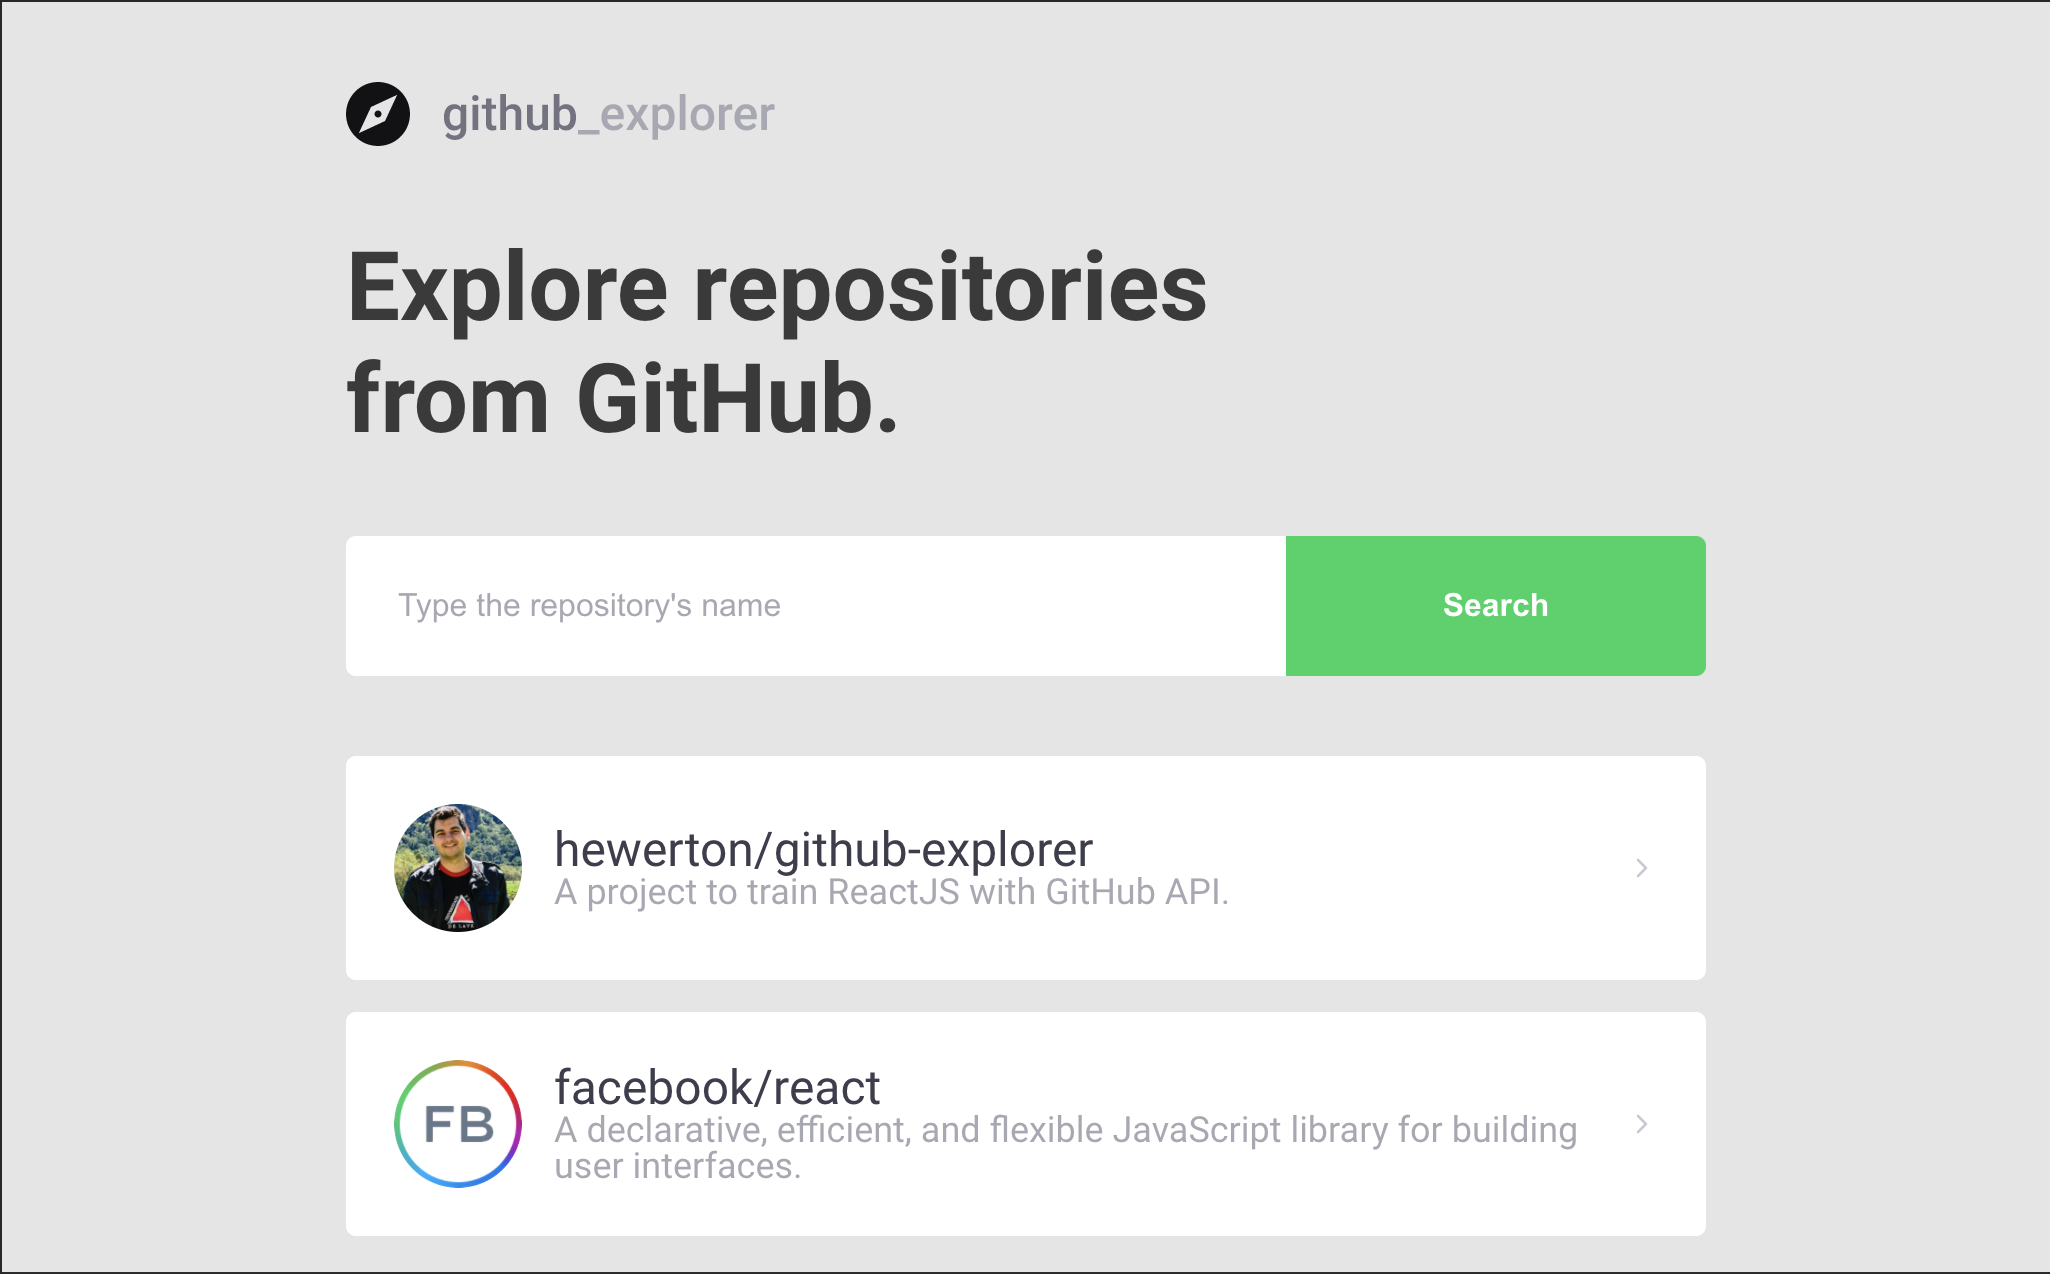 github_explorer
Explore repositories
from GitHub.
Type the repository's name
Search
hewerton/github-explorer
A project to train ReactJS with GitHub API.
FB
facebook/react
A declarative, efficient, and flexible JavaScript library for building
user interfaces.